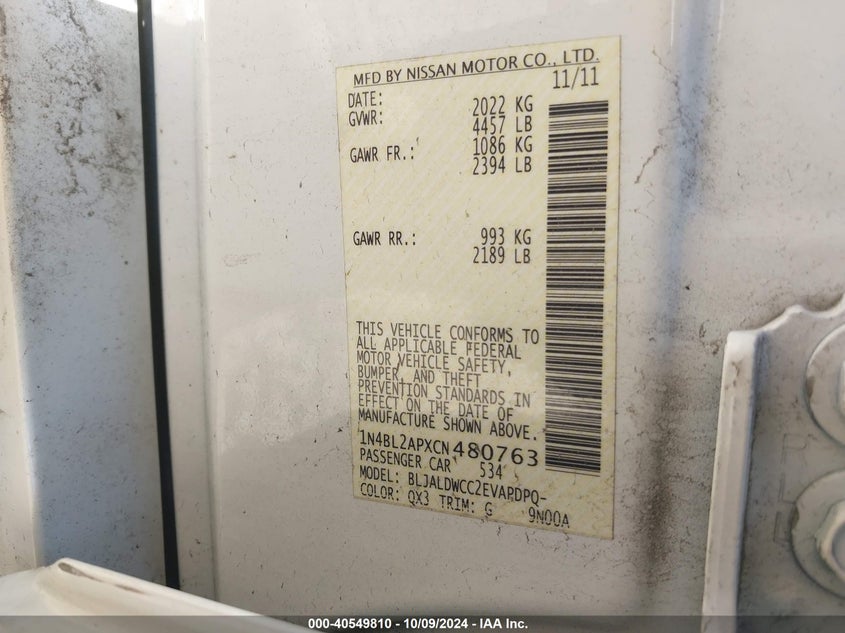 MFD BY NISSAN MOTOR CO., LTD.
DATE: 11/11
GVWR: 2022 KG
4457 LB
GAWR FR.: 1086 KG
2394 LB
GAWR RR.: 993 KG
2189 LB
THIS VEHICLE CONFORMS TO
ALL APPLICABLE FEDERAL
MOTOR VEHICLE SAFETY,
BUMPER, AND THEFT
PREVENTION STANDARDS IN
EFFECT ON THE DATE OF
MANUFACTURE SHOWN ABOVE.
1N4BL2APXCN480763
PASSENGER CAR 534
MODEL: BLJALDWCC2EVARDPQ-
COLOR: QX3 TRIM: G 9N00A
000-40549810 - 10/09/2024 - IAA Inc.